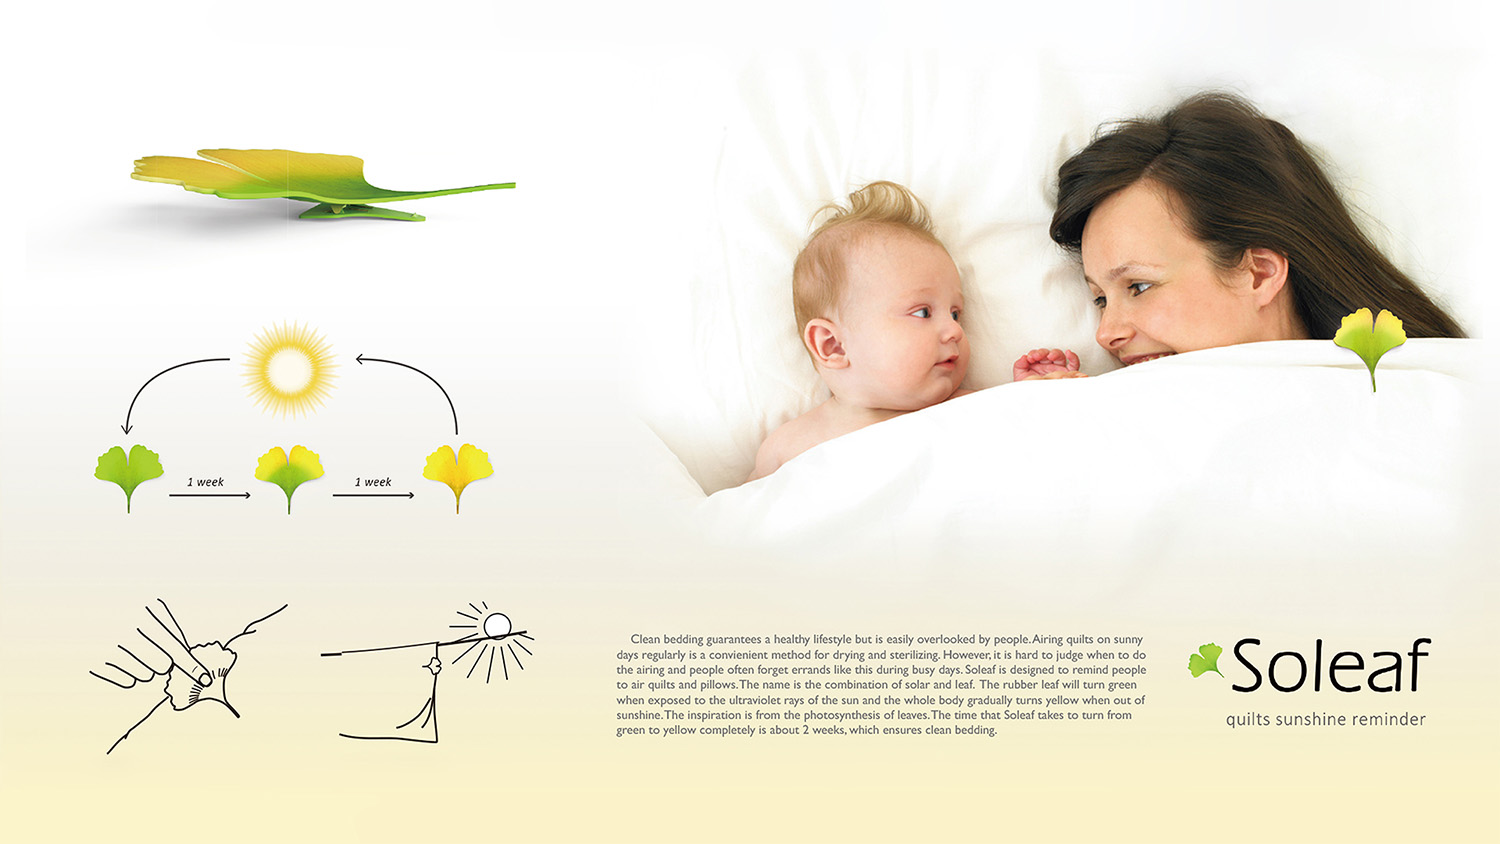 1 week
1 week
Clean bedding guarantees a healthy lifestyle but is easily overlooked by people. Airing quilts on sunny
days regularly is a convienient method for drying and sterilizing. However, it is hard to judge when to do
the airing and people often forget errands like this during busy days. Soleaf is designed to remind people
to air quilts and pillows. The name is the combination of solar and leaf. The rubber leaf will turn green
when exposed to the ultraviolet rays of the sun and the whole body gradually turns yellow when out of
sunshine. The inspiration is from the photosynthesis of leaves. The time that Soleaf takes to turn from
green to yellow completely is about 2 weeks, which ensures clean bedding.
Soleaf
quilts sunshine reminder